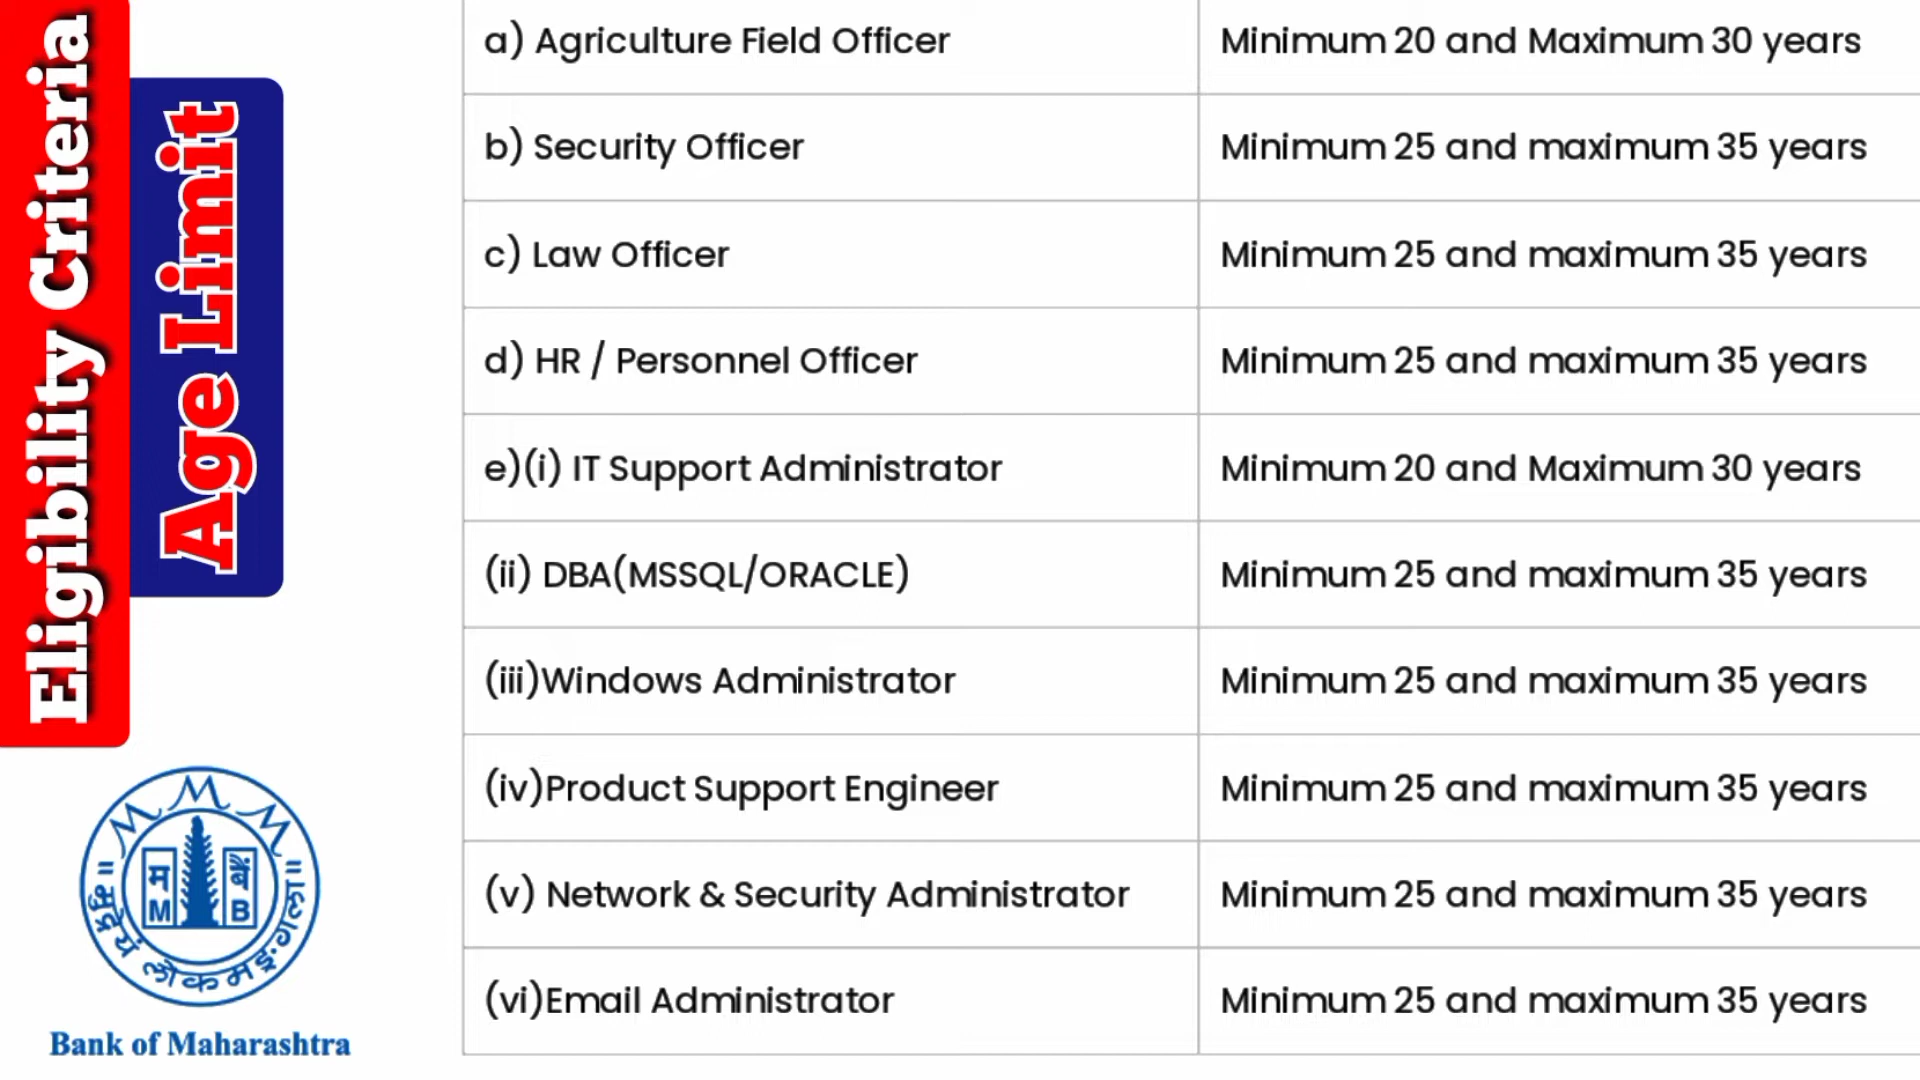 Eligibility Criteria
Age Limit
a) Agriculture Field Officer Minimum 20 and Maximum 30 years
b) Security Officer Minimum 25 and maximum 35 years
c) Law Officer Minimum 25 and maximum 35 years
d) HR / Personnel Officer Minimum 25 and maximum 35 years
e)(i) IT Support Administrator Minimum 20 and Maximum 30 years
(ii) DBA(MSSQL/ORACLE) Minimum 25 and maximum 35 years
(iii)Windows Administrator Minimum 25 and maximum 35 years
(iv)Product Support Engineer Minimum 25 and maximum 35 years
(v) Network & Security Administrator Minimum 25 and maximum 35 years
(vi)Email Administrator Minimum 25 and maximum 35 years
M M M
म
M B
Bank of Maharashtra